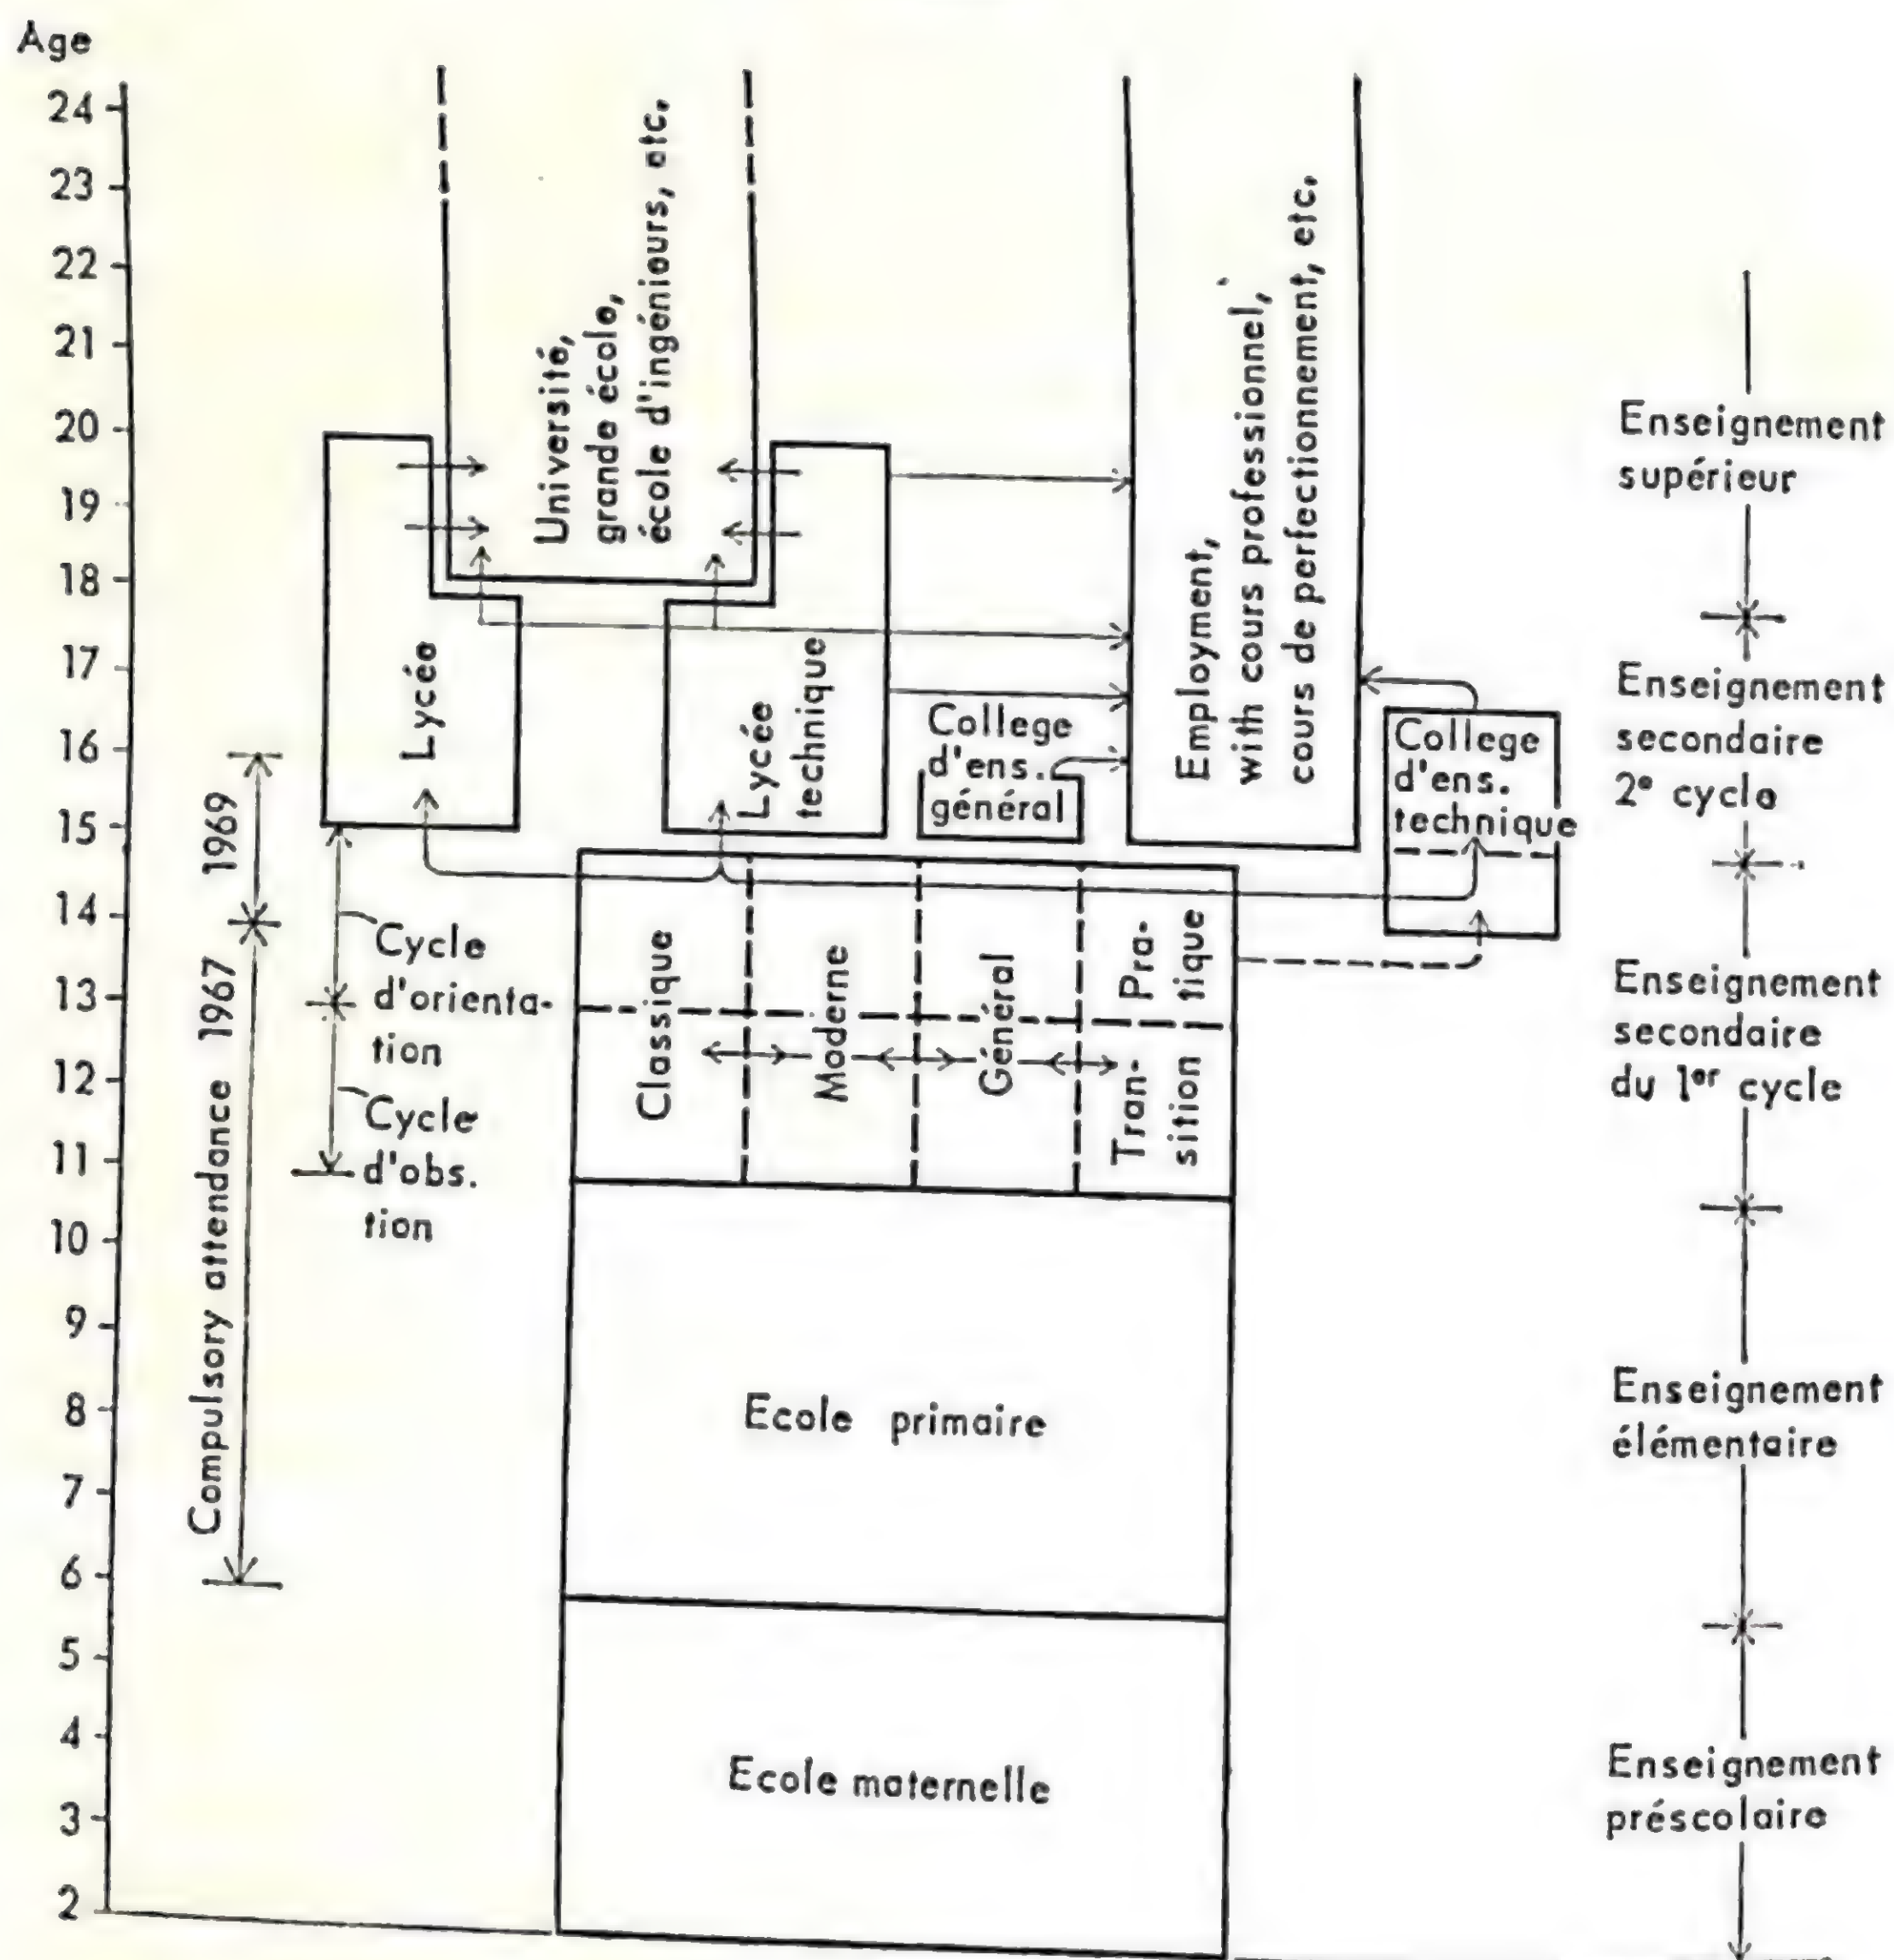 Age
24
23
22
21
20
19
18
17
16
15
14
13
12
11
10
9
8
7
6
5
4
3
2
Compulsory attendance 1967 1969
Cycle
d'orienta-
tion
Cycle
d'obs.
tion
Université,
grande école,
école d'ingéniours, etc.
Lycée
Lycée
technique
College
d'ens.
général
Employment,
with cours professionnel,
cours de perfectionnement, etc.
College
d'ens.
technique
Classique
Moderne
Général
Pra-
tique
Tran-
sition
Ecole primaire
Ecole maternelle
Enseignement
supérieur
Enseignement
secondaire
2e cycle
Enseignement
secondaire
du 1er cycle
Enseignement
élémentaire
Enseignement
préscolaire